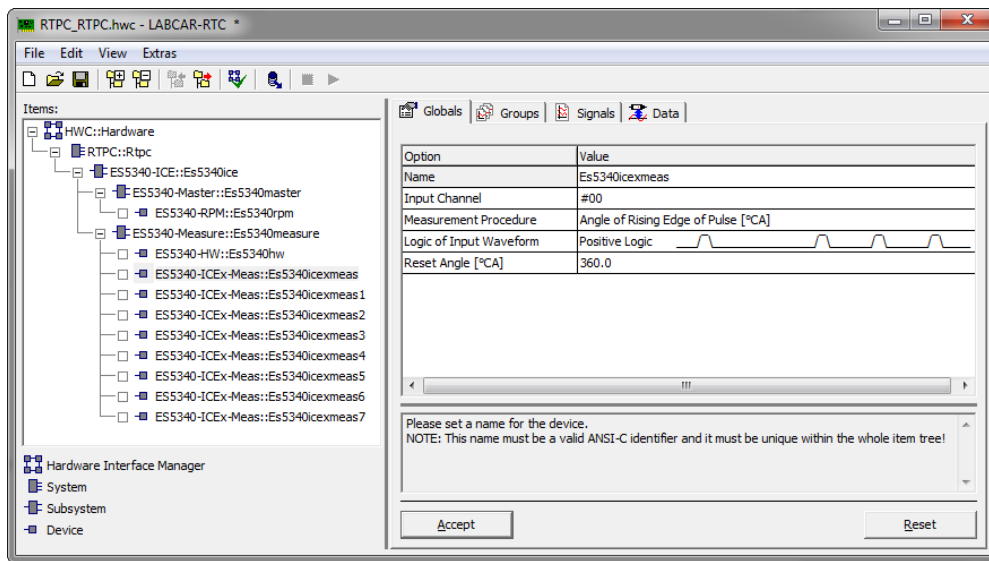 RTPC_RTPC.hwc - LABCAR-RTC *
File Edit View Extras
Items:
HWC::Hardware
RTPC::Rtpc
ES5340-ICE::Es5340ice
ES5340-Master::Es5340master
ES5340-RPM::Es5340rpm
ES5340-Measure::Es5340measure
ES5340-HW::Es5340hw
ES5340-ICEx-Meas::Es5340icexmeas
ES5340-ICEx-Meas::Es5340icexmeas1
ES5340-ICEx-Meas::Es5340icexmeas2
ES5340-ICEx-Meas::Es5340icexmeas3
ES5340-ICEx-Meas::Es5340icexmeas4
ES5340-ICEx-Meas::Es5340icexmeas5
ES5340-ICEx-Meas::Es5340icexmeas6
ES5340-ICEx-Meas::Es5340icexmeas7
Hardware Interface Manager
System
Subsystem
Device
Globals Groups Signals Data
Option Value
Name Es5340icexmeas
Input Channel #00
Measurement Procedure Angle of Rising Edge of Pulse [°CA]
Logic of Input Waveform Positive Logic
Reset Angle [°CA] 360.0
Please set a name for the device.
NOTE: This name must be a valid ANSI-C identifier and it must be unique within the whole item tree!
Accept Reset